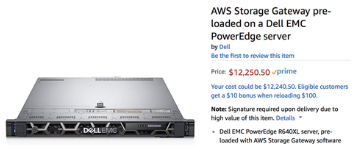 AWS Storage Gateway pre-
loaded on a Dell EMC
PowerEdge server
by Dell
Be the first to review this item
Price: $12,250.50 ✓prime
Your cost could be $12,240.50. Eligible customers
get a $10 bonus when reloading $100.
Note: Signature required upon delivery due to
high value of this item. Details
• Dell EMC PowerEdge R640XL server, pre-
loaded with AWS Storage Gateway software
DELLEMC